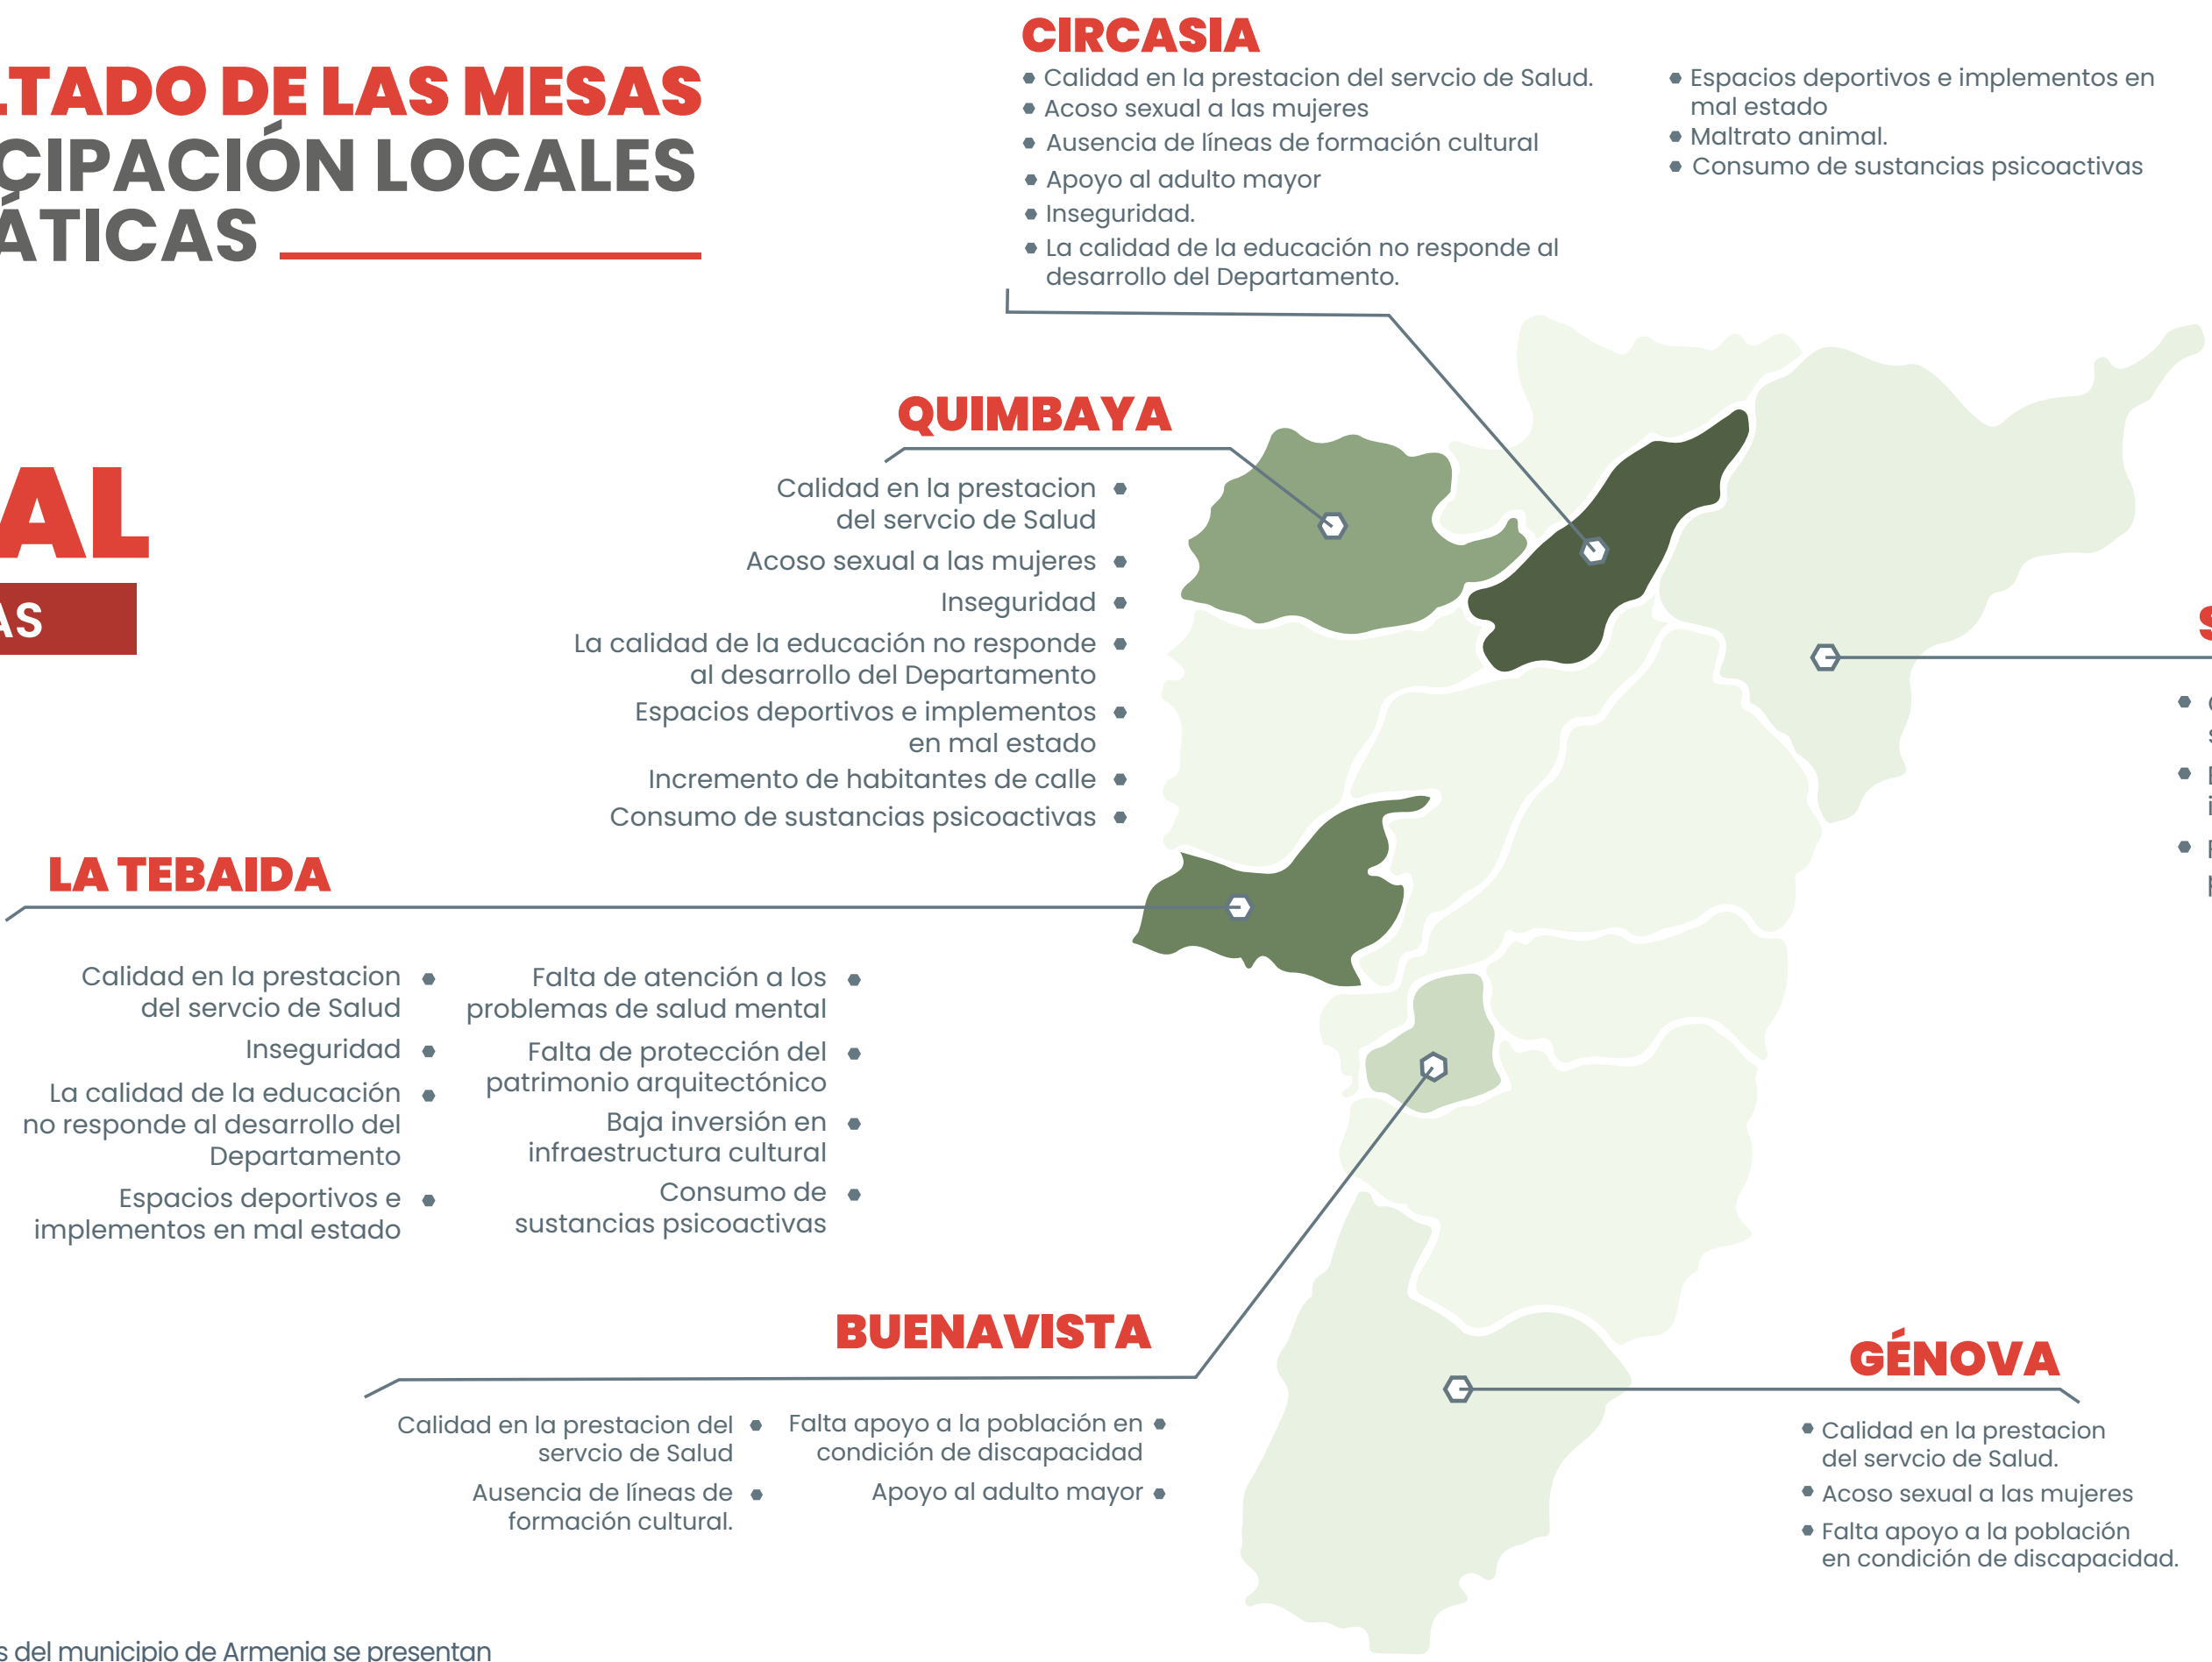 LTADO DE LAS MESAS
CIPACIÓN LOCALES
ÁTICAS
AL
AS
CIRCASIA
Calidad en la prestacion del servcio de Salud.
Acoso sexual a las mujeres
Ausencia de líneas de formación cultural
Apoyo al adulto mayor
Inseguridad.
La calidad de la educación no responde al
desarrollo del Departamento.
Espacios deportivos e implementos en
mal estado
Maltrato animal.
Consumo de sustancias psicoactivas
QUIMBAYA
Calidad en la prestacion
del servcio de Salud
Acoso sexual a las mujeres
Inseguridad
La calidad de la educación no responde
al desarrollo del Departamento
Espacios deportivos e implementos
en mal estado
Incremento de habitantes de calle
Consumo de sustancias psicoactivas
LA TEBAIDA
Calidad en la prestacion
del servcio de Salud
Inseguridad
La calidad de la educación
no responde al desarrollo del
Departamento
Espacios deportivos e
implementos en mal estado
Falta de atención a los
problemas de salud mental
Falta de protección del
patrimonio arquitectónico
Baja inversión en
infraestructura cultural
Consumo de
sustancias psicoactivas
BUENAVISTA
Calidad en la prestacion del
servcio de Salud
Ausencia de líneas de
formación cultural.
Falta apoyo a la población en
condición de discapacidad
Apoyo al adulto mayor
GÉNOVA
Calidad en la prestacion
del servcio de Salud.
Acoso sexual a las mujeres
Falta apoyo a la población
en condición de discapacidad.
s del municipio de Armenia se presentan